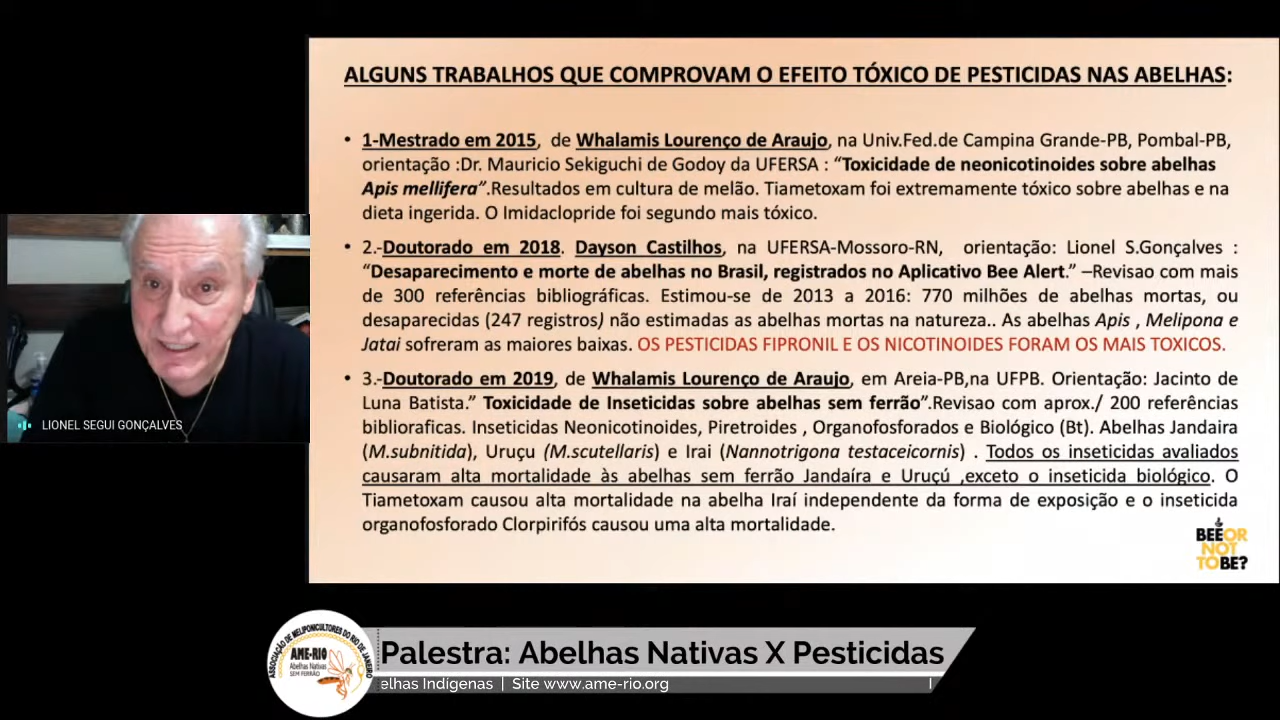 ALGUNS TRABALHOS QUE COMPROVAM O EFEITO TÓXICO DE PESTICIDAS NAS ABELHAS:
• 1-Mestrado em 2015, de Whalamis Lourenço de Araujo, na Univ.Fed.de Campina Grande-PB, Pombal-PB,
orientação :Dr. Mauricio Sekiguchi de Godoy da UFERSA : “Toxicidade de neonicotinoides sobre abelhas
Apis mellifera”.Resultados em cultura de melão. Tiametoxam foi extremamente tóxico sobre abelhas e na
dieta ingerida. O Imidaclopride foi segundo mais tóxico.
• 2.-Doutorado em 2018. Dayson Castilhos, na UFERSA-Mossoro-RN, orientação: Lionel S.Gonçalves :
“Desaparecimento e morte de abelhas no Brasil, registrados no Aplicativo Bee Alert.” –Revisao com mais
de 300 referências bibliográficas. Estimou-se de 2013 a 2016: 770 milhões de abelhas mortas, ou
desaparecidas (247 registros) não estimadas as abelhas mortas na natureza.. As abelhas Apis , Melipona e
Jatai sofreram as maiores baixas. OS PESTICIDAS FIPRONIL E OS NICOTINOIDES FORAM OS MAIS TOXICOS.
• 3.-Doutorado em 2019, de Whalamis Lourenço de Araujo, em Areia-PB,na UFPB. Orientação: Jacinto de
Luna Batista.” Toxicidade de Inseticidas sobre abelhas sem ferrão”.Revisao com aprox./ 200 referências
biblioraficas. Inseticidas Neonicotinoides, Piretroides , Organofosforados e Biológico (Bt). Abelhas Jandaira
(M.subnitida), Uruçu (M.scutellaris) e Irai (Nannotrigona testaceicornis) . Todos os inseticidas avaliados
causaram alta mortalidade às abelhas sem ferrão Jandaíra e Uruçú ,exceto o inseticida biológico. O
Tiametoxam causou alta mortalidade na abelha Iraí independente da forma de exposição e o inseticida
organofosforado Clorpirifós causou uma alta mortalidade.
BEE OR
NOT
TO BE?
LIONEL SEGUI GONÇALVES
ASSOCIAÇÃO DE MELIPONICULTORES DO RIO DE JANEIRO
AME-RIO
Abelhas Nativas
SEM FERRÃO
Palestra: Abelhas Nativas X Pesticidas
elhas Indígenas | Site www.ame-rio.org